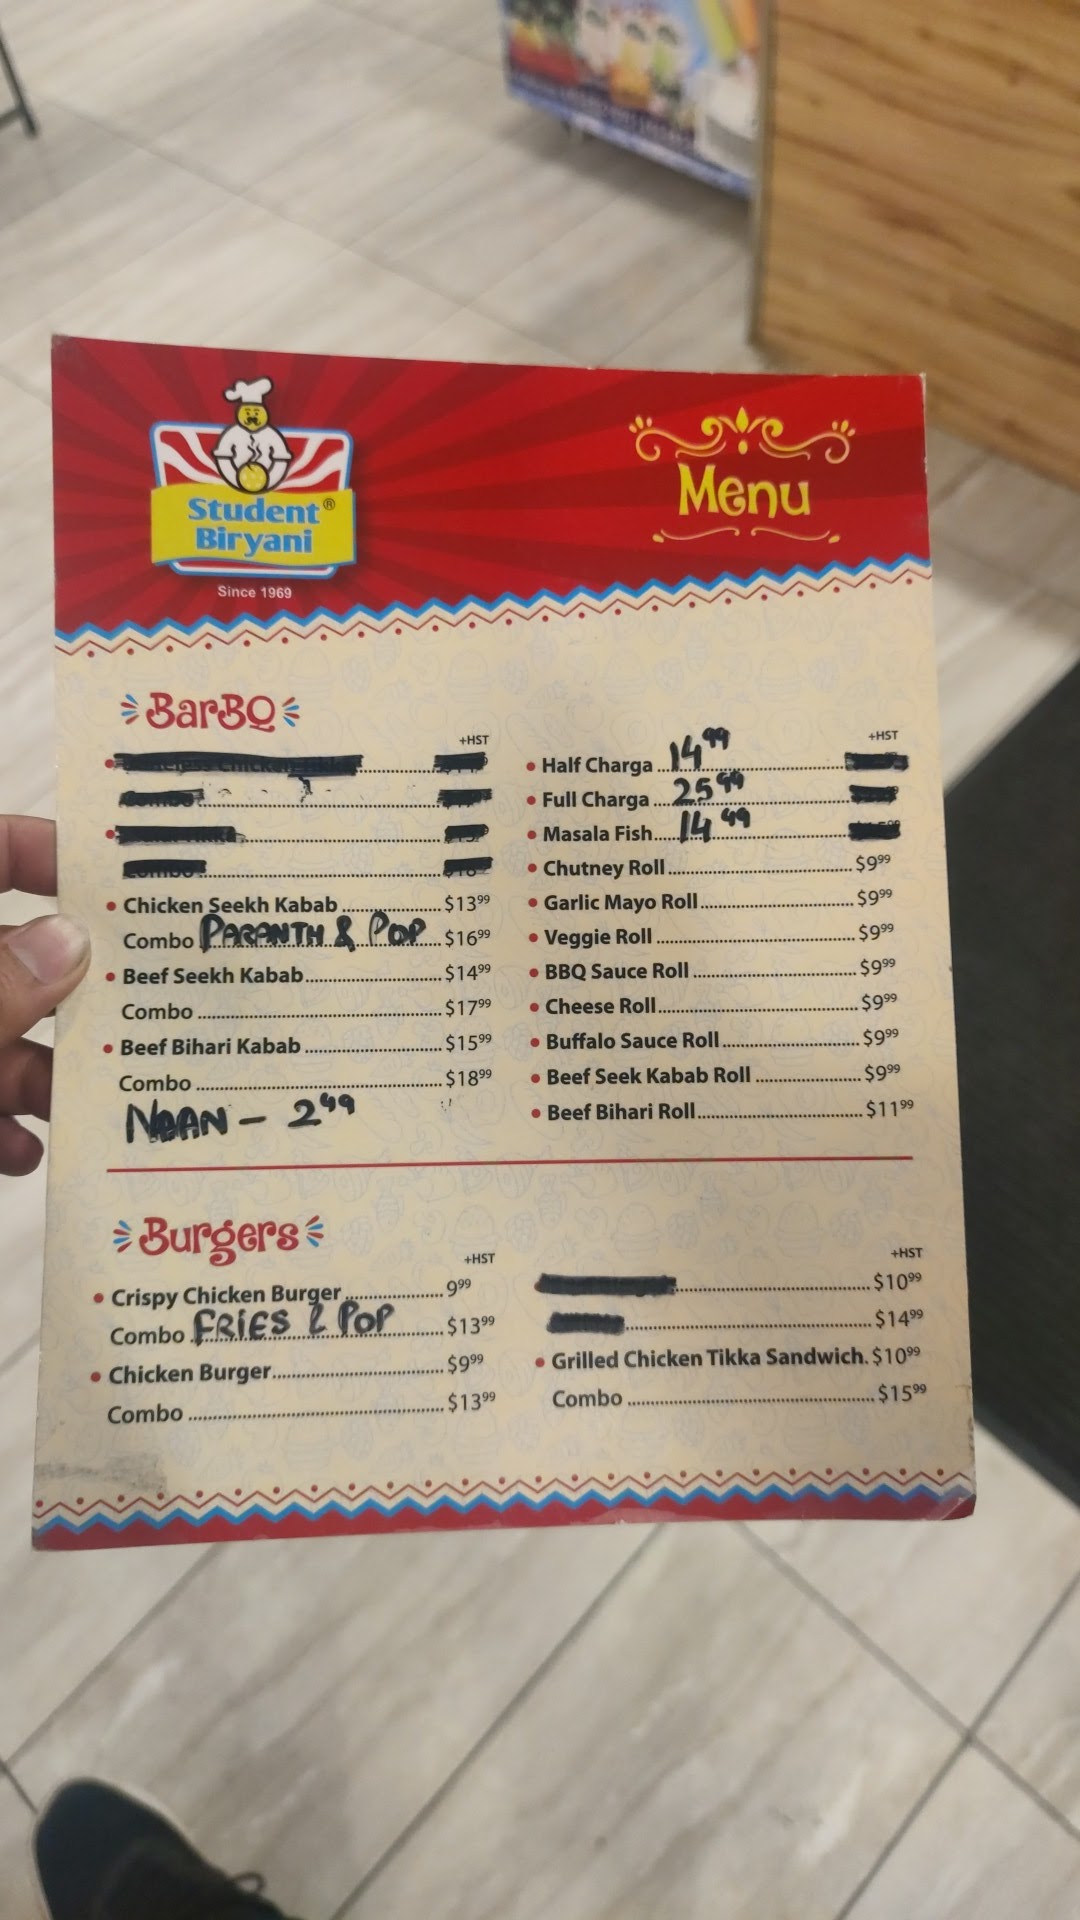 Student®
Biryani
Since 1969
Menu
BarBQ
+HST
Chicken Seekh Kabab $13.99
Combo PARANTH & POP $16.99
Beef Seekh Kabab $14.99
Combo $17.99
Beef Bihari Kabab $15.99
Combo $18.99
NAAN - 2.49
+HST
Half Charga 14.99
Full Charga 25.99
Masala Fish 14.99
Chutney Roll $9.99
Garlic Mayo Roll $9.99
Veggie Roll $9.99
BBQ Sauce Roll $9.99
Cheese Roll $9.99
Buffalo Sauce Roll $9.99
Beef Seek Kabab Roll $9.99
Beef Bihari Roll $11.99
Burgers
+HST
Crispy Chicken Burger 9.99
Combo FRIES & POP $13.99
Chicken Burger $9.99
Combo $13.99
+HST
$10.99
$14.99
Grilled Chicken Tikka Sandwich. $10.99
Combo $15.99